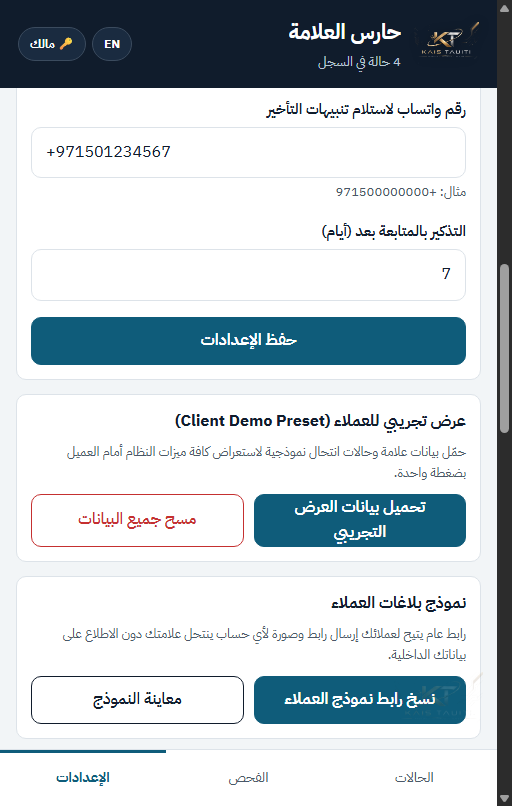 حارس العلامة
4 حالة في السجل
KT
KAIS TAUITI
EN
🔑 مالك
رقم واتساب لاستلام تنبيهات التأخير
+971501234567
مثال: +971500000000
التذكير بالمتابعة بعد (أيام)
7
حفظ الإعدادات
عرض تجريبي للعملاء (Client Demo Preset)
حمّل بيانات علامة وحالات انتحال نموذجية لاستعراض كافة ميزات النظام أمام العميل
بضغطة واحدة.
تحميل بيانات العرض
التجريبي
مسح جميع البيانات
نموذج بلاغات العملاء
رابط عام يتيح لعملائك إرسال رابط وصورة لأي حساب ينتحل علامتك دون الاطلاع على
بياناتك الداخلية.
نسخ رابط نموذج العملاء
معاينة النموذج
الحالات
الفحص
الإعدادات